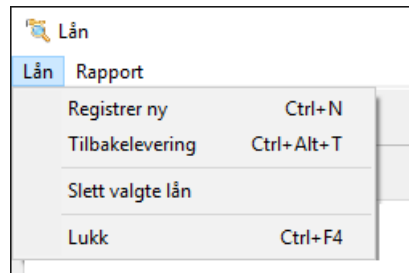 Lån
Lån Rapport
Registrer ny Ctrl+N
Tilbakelevering Ctrl+Alt+T
Slett valgte lån
Lukk Ctrl+F4